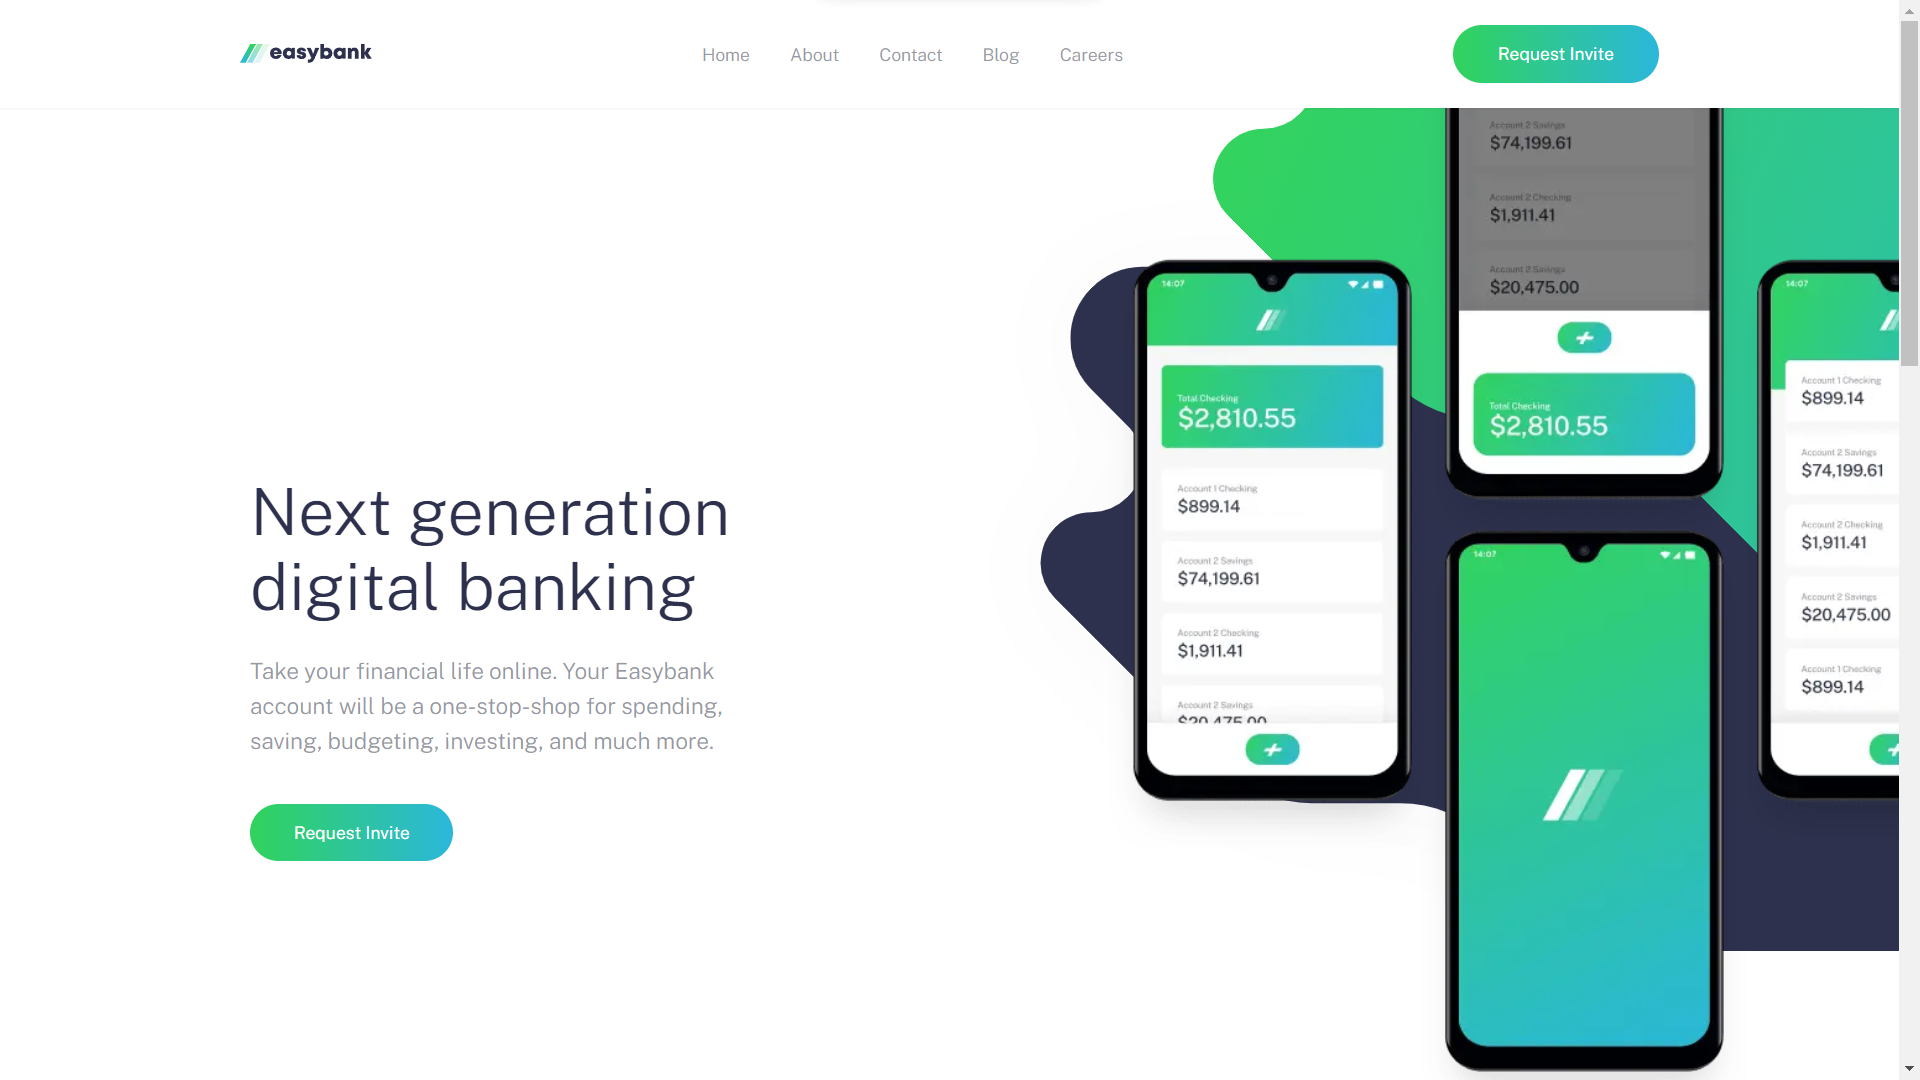 easybank
Home
About
Contact
Blog
Careers
Request Invite
Next generation
digital banking
Take your financial life online. Your Easybank
account will be a one-stop-shop for spending,
saving, budgeting, investing, and much more.
Request Invite
14:07
Total Checking
$2,810.55
Account 1 Checking
$899.14
Account 2 Savings
$74,199.61
Account 2 Checking
$1,911.41
Account 2 Savings
$20,475.00
Account 2 Savings
$74,199.61
Account 2 Checking
$1,911.41
Account 2 Savings
$20,475.00
Total Checking
$2,810.55
14:07
14:07
Account 1 Checking
$899.14
Account 2 Savings
$74,199.61
Account 2 Checking
$1,911.41
Account 2 Savings
$20,475.00
Account 1 Checking
$899.14